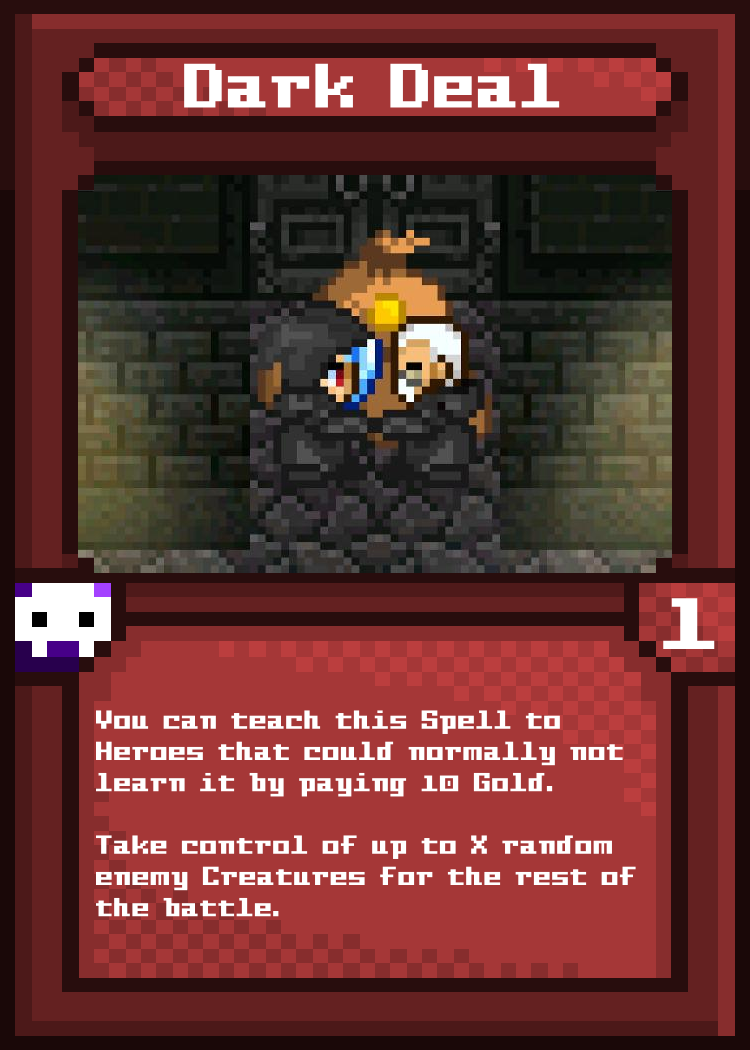 Dark Deal
1
You can teach this Spell to
Heroes that could normally not
learn it by paying 10 Gold.
Take control of up to X random
enemy Creatures for the rest of
the battle.